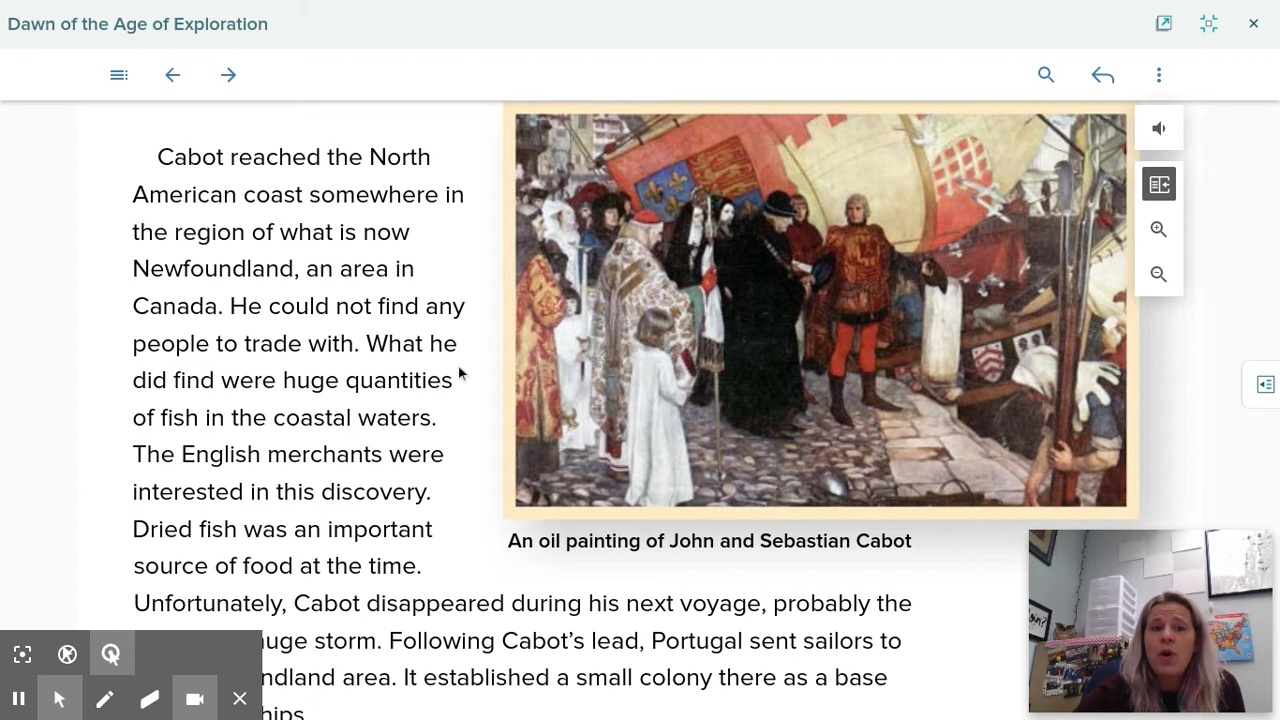 Dawn of the Age of Exploration
Cabot reached the North
American coast somewhere in
the region of what is now
Newfoundland, an area in
Canada. He could not find any
people to trade with. What he
did find were huge quantities
of fish in the coastal waters.
The English merchants were
interested in this discovery.
Dried fish was an important
source of food at the time.
An oil painting of John and Sebastian Cabot
Unfortunately, Cabot disappeared during his next voyage, probably the
huge storm. Following Cabot's lead, Portugal sent sailors to
ndland area. It established a small colony there as a base
hips